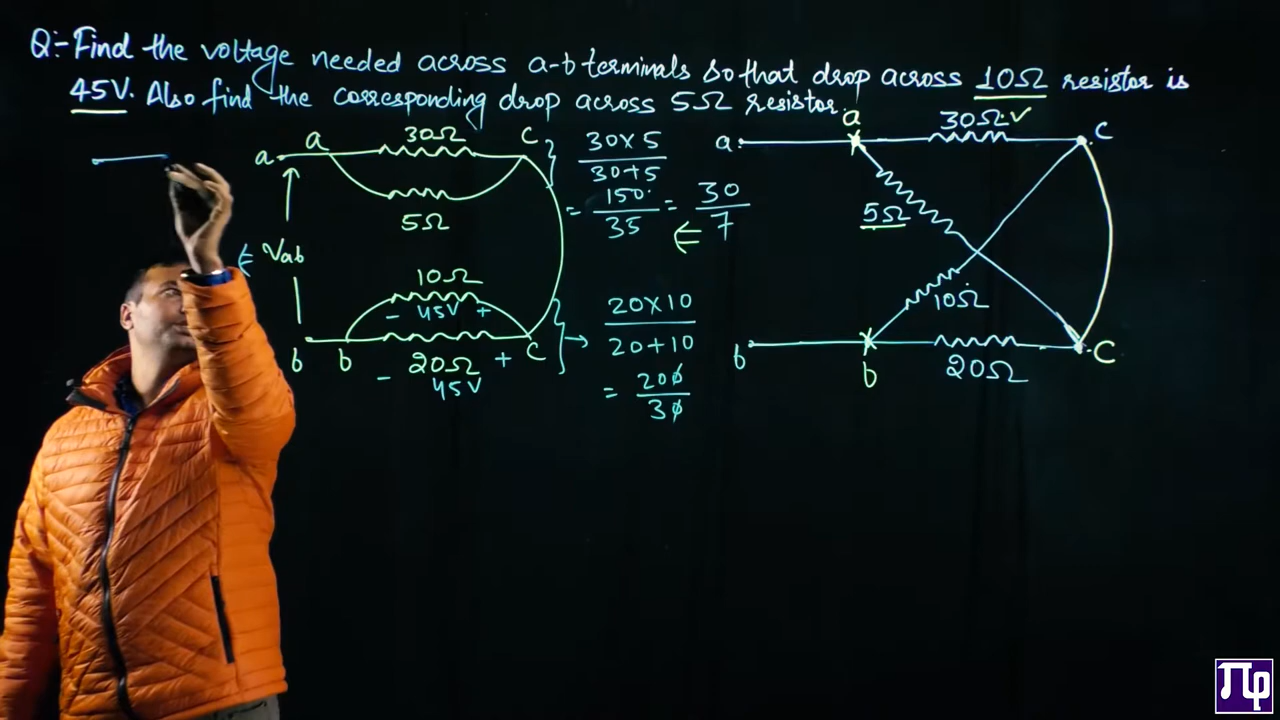 Q:- Find the voltage needed across a-b terminals so that drop across 10Ω resistor is
45V. Also find the corresponding drop across 5Ω resistor.
a a 30Ω C
5Ω
Vab
10Ω
- 45V +
b b 20Ω + C
- 45V
30 × 5
30 + 5
= 150 / 35 = 30 / 7
20 × 10
20 + 10
= 200 / 30
a a 30Ω ✓ C
5Ω
10Ω
b b 20Ω C
πρ